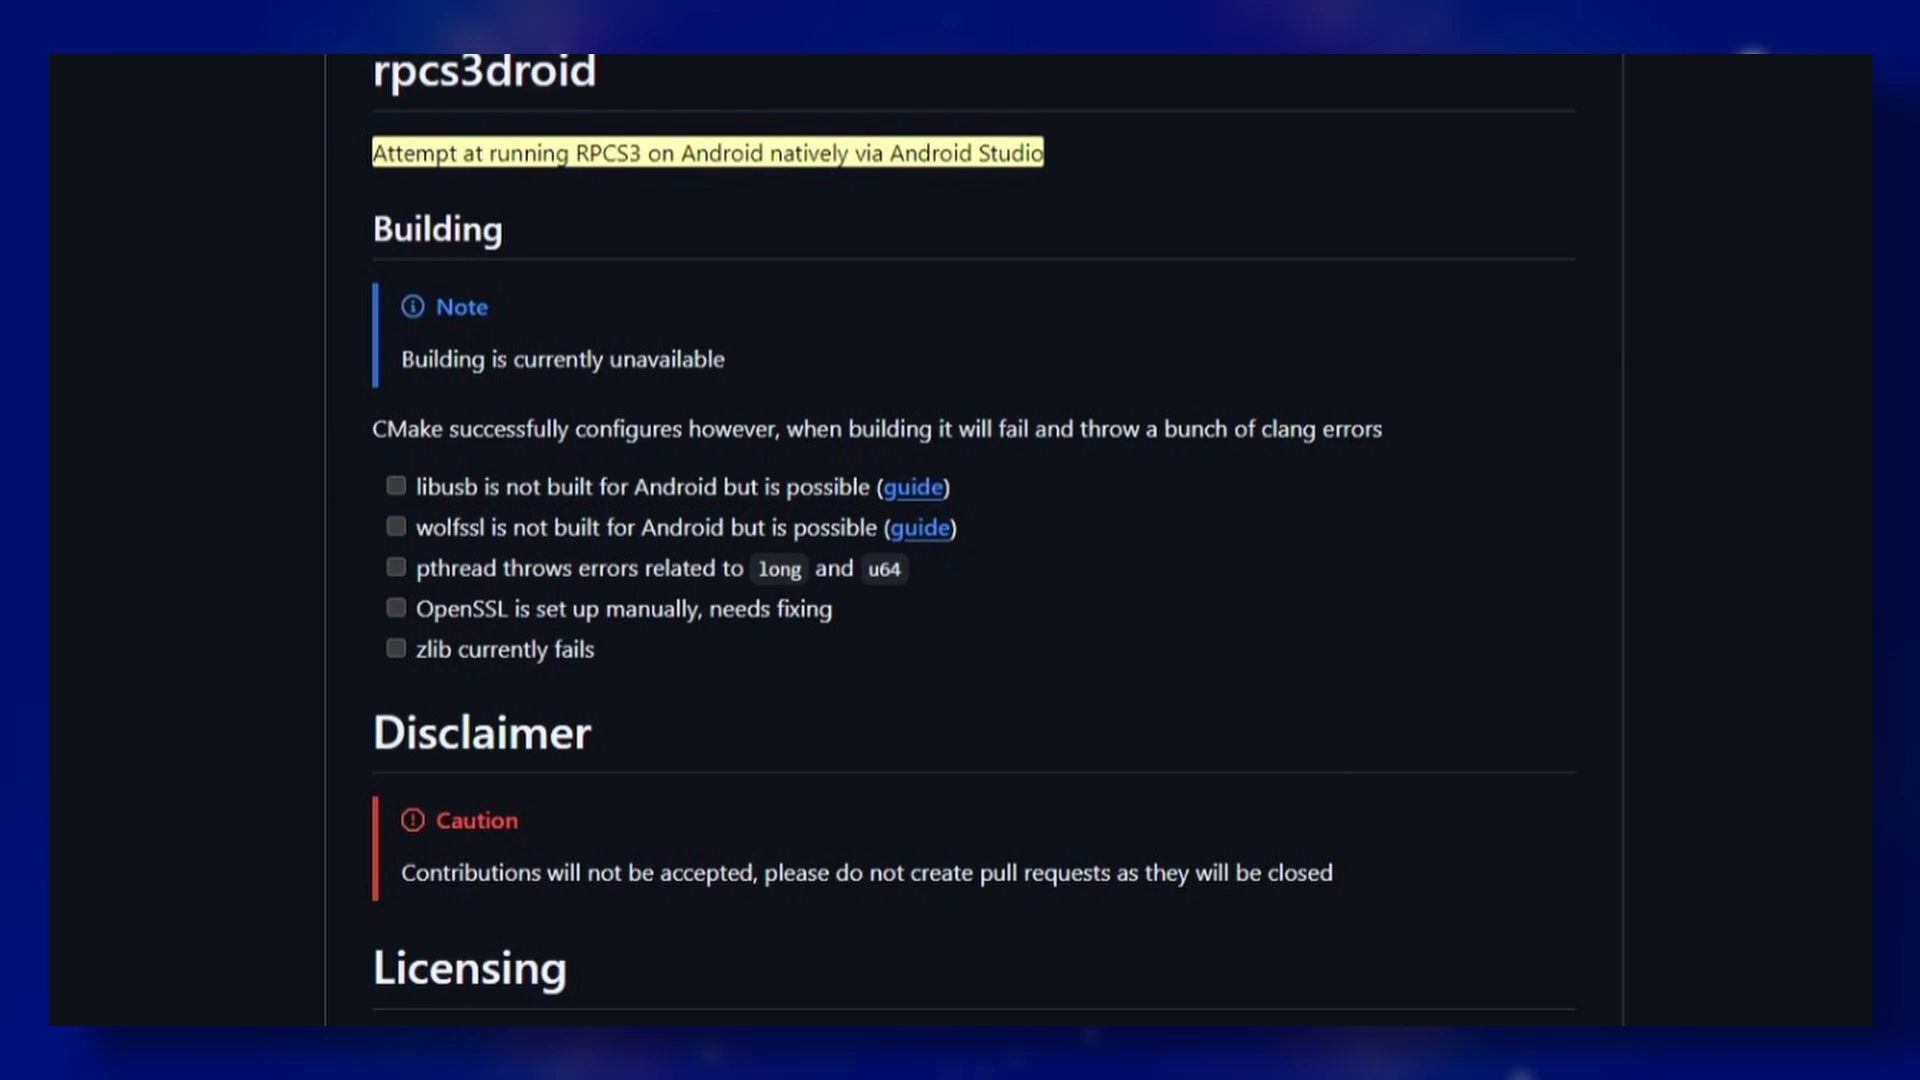 rpcs3droid
Attempt at running RPCS3 on Android natively via Android Studio
Building
Note
Building is currently unavailable
CMake successfully configures however, when building it will fail and throw a bunch of clang errors
libusb is not built for Android but is possible (guide)
wolfssl is not built for Android but is possible (guide)
pthread throws errors related to long and u64
OpenSSL is set up manually, needs fixing
zlib currently fails
Disclaimer
Caution
Contributions will not be accepted, please do not create pull requests as they will be closed
Licensing